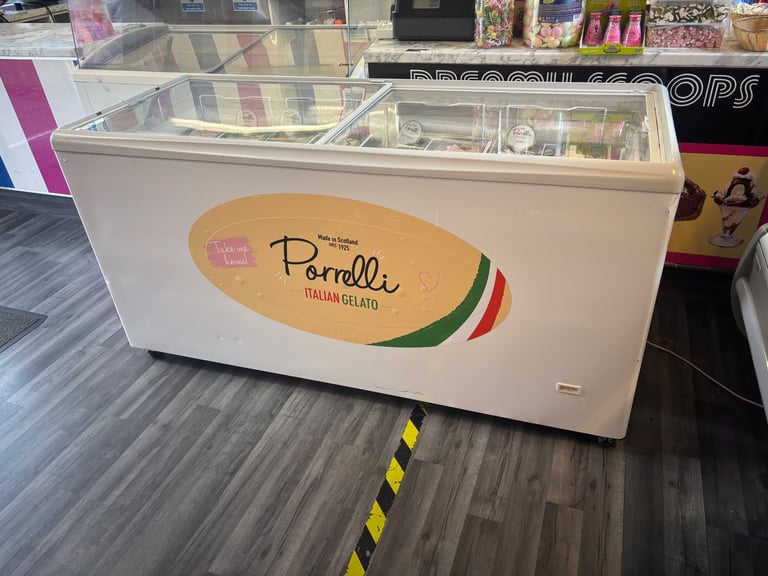 DREAMY SCOOPS
Take me
home!
Made in Scotland
SINCE 1925
Porrelli
ITALIAN GELATO